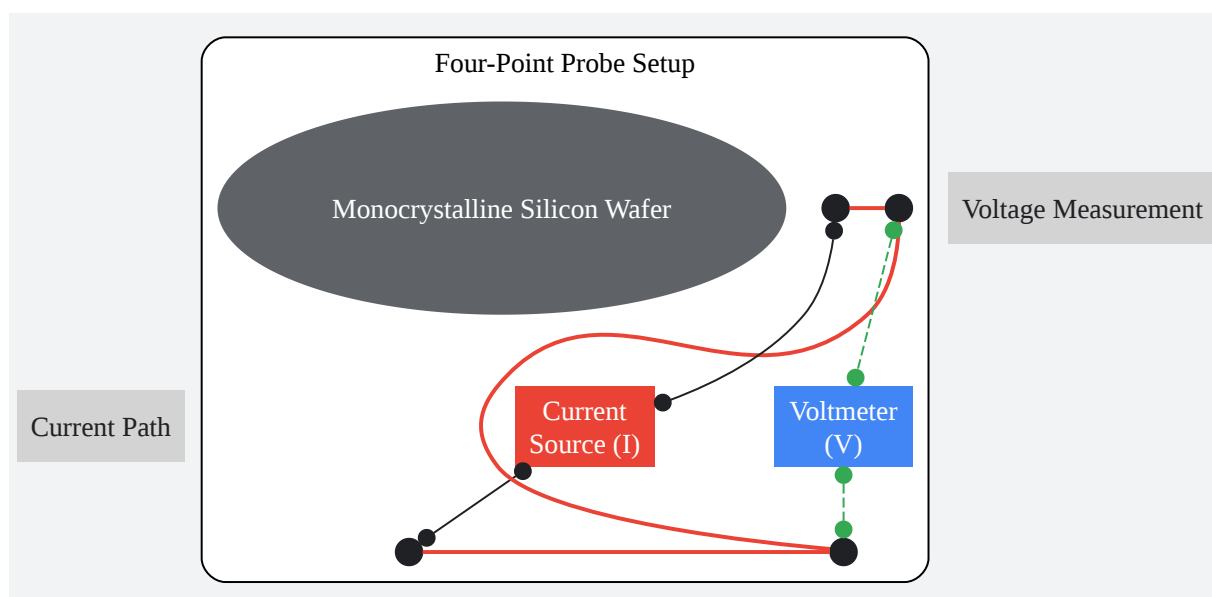 Four-Point Probe Setup
Monocrystalline Silicon Wafer
Voltage Measurement
Current Path
Current
Source (I)
Voltmeter
(V)